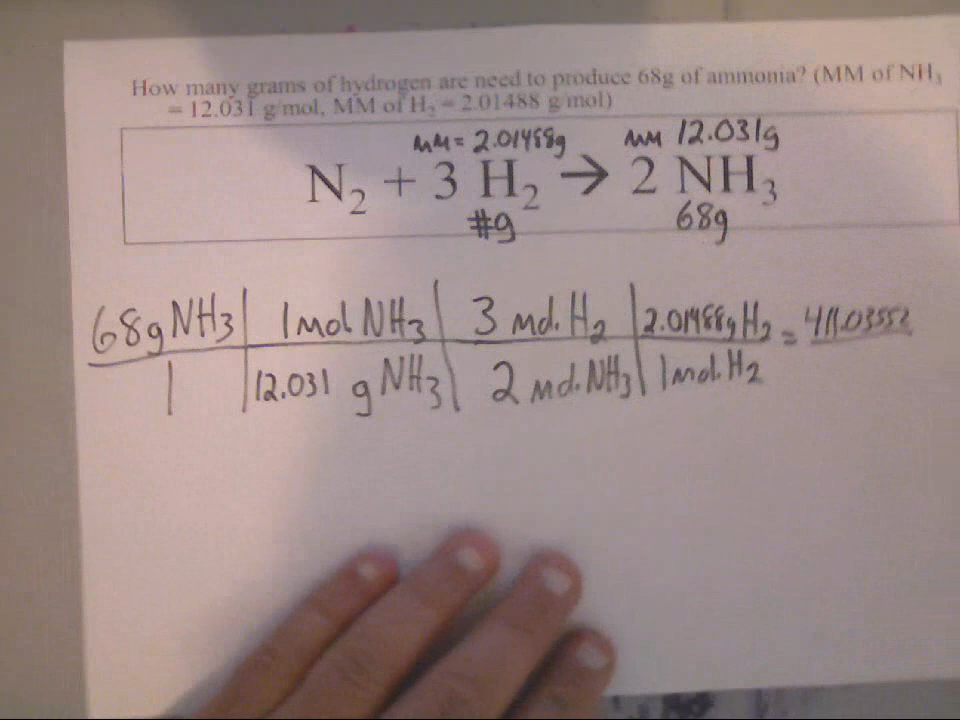 How many grams of hydrogen are need to produce 68g of ammonia? (MM of NH3
= 12.031 g/mol, MM of H2 = 2.01488 g/mol)
MM = 2.01488g MM 12.031g
N2 + 3 H2 → 2 NH3
#g 68g
68g NH3 | 1 mol NH3 | 3 mol. H2 | 2.01488g H2 = 411.03552
1 | 12.031 g NH3 | 2 mol. NH3 | 1 mol. H2